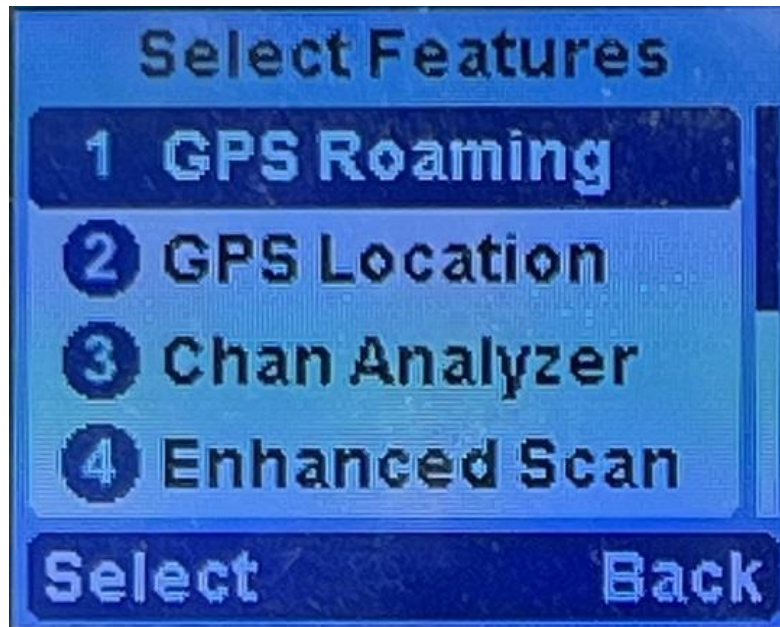 Select Features
1 GPS Roaming
2 GPS Location
3 Chan Analyzer
4 Enhanced Scan
Select Back